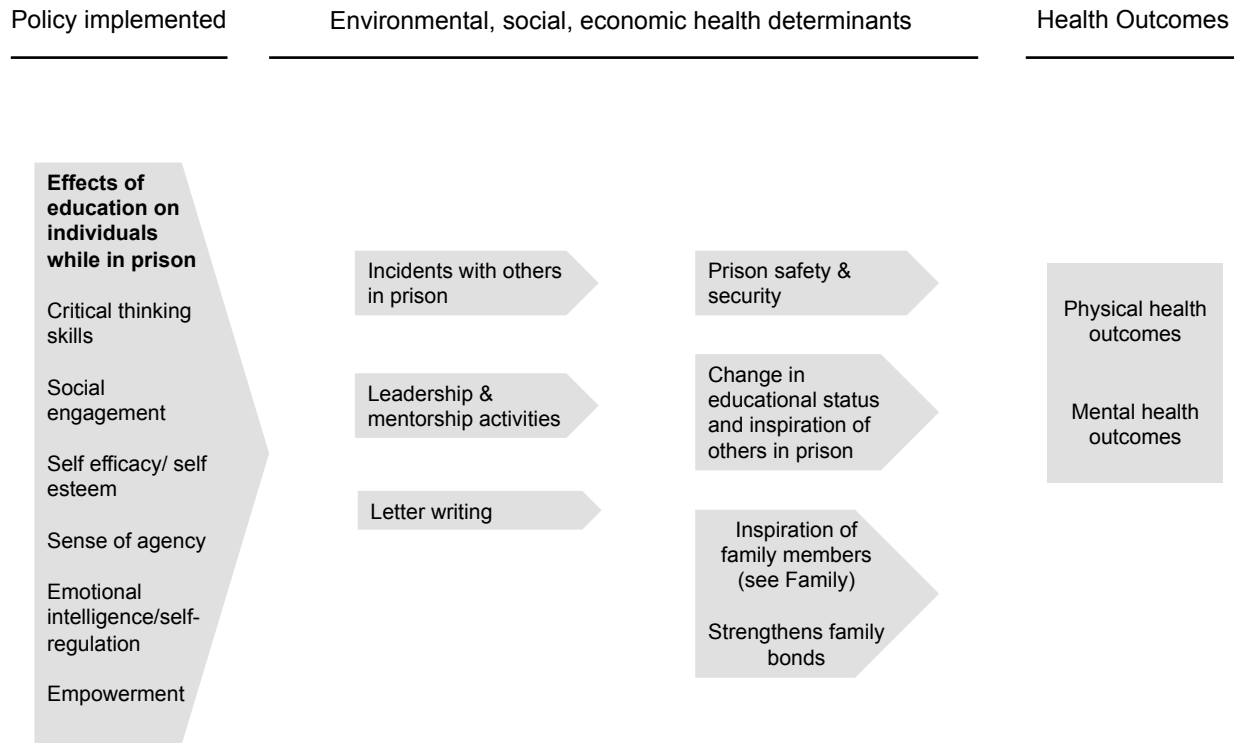 Policy implemented
Environmental, social, economic health determinants
Health Outcomes
Effects of
education on
individuals
while in prison
Critical thinking
skills
Social
engagement
Self efficacy/ self
esteem
Sense of agency
Emotional
intelligence/self-
regulation
Empowerment
Incidents with others
in prison
Leadership &
mentorship activities
Letter writing
Prison safety &
security
Change in
educational status
and inspiration of
others in prison
Inspiration of
family members
(see Family)
Strengthens family
bonds
Physical health
outcomes
Mental health
outcomes